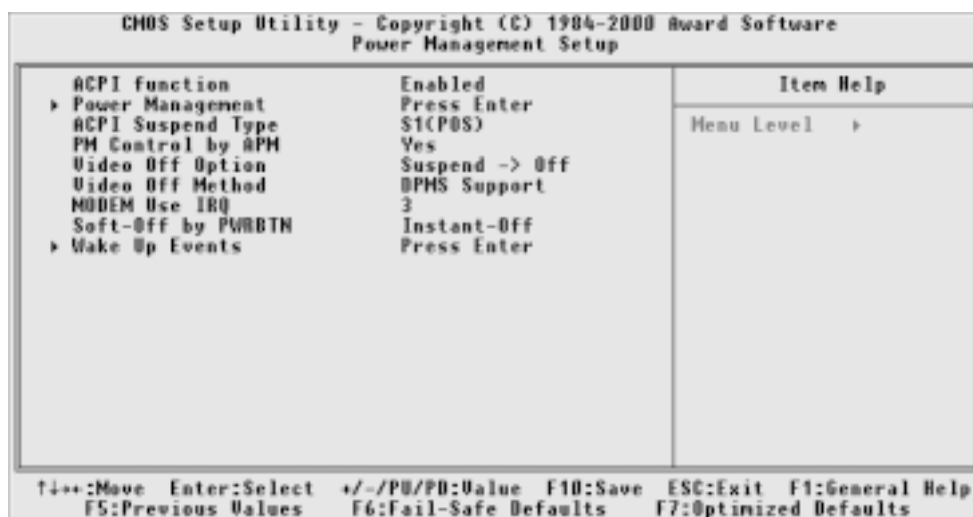 CMOS Setup Utility - Copyright (C) 1984-2000 Award Software
Power Management Setup
ACPI function Enabled
▸ Power Management Press Enter
ACPI Suspend Type S1(POS)
PM Control by APM Yes
Video Off Option Suspend -> Off
Video Off Method DPMS Support
MODEM Use IRQ 3
Soft-Off by PWRBTN Instant-Off
▸ Wake Up Events Press Enter
Item Help
Menu Level ▸
↑↓→←:Move Enter:Select +/-/PU/PD:Value F10:Save ESC:Exit F1:General Help
F5:Previous Values F6:Fail-Safe Defaults F7:Optimized Defaults